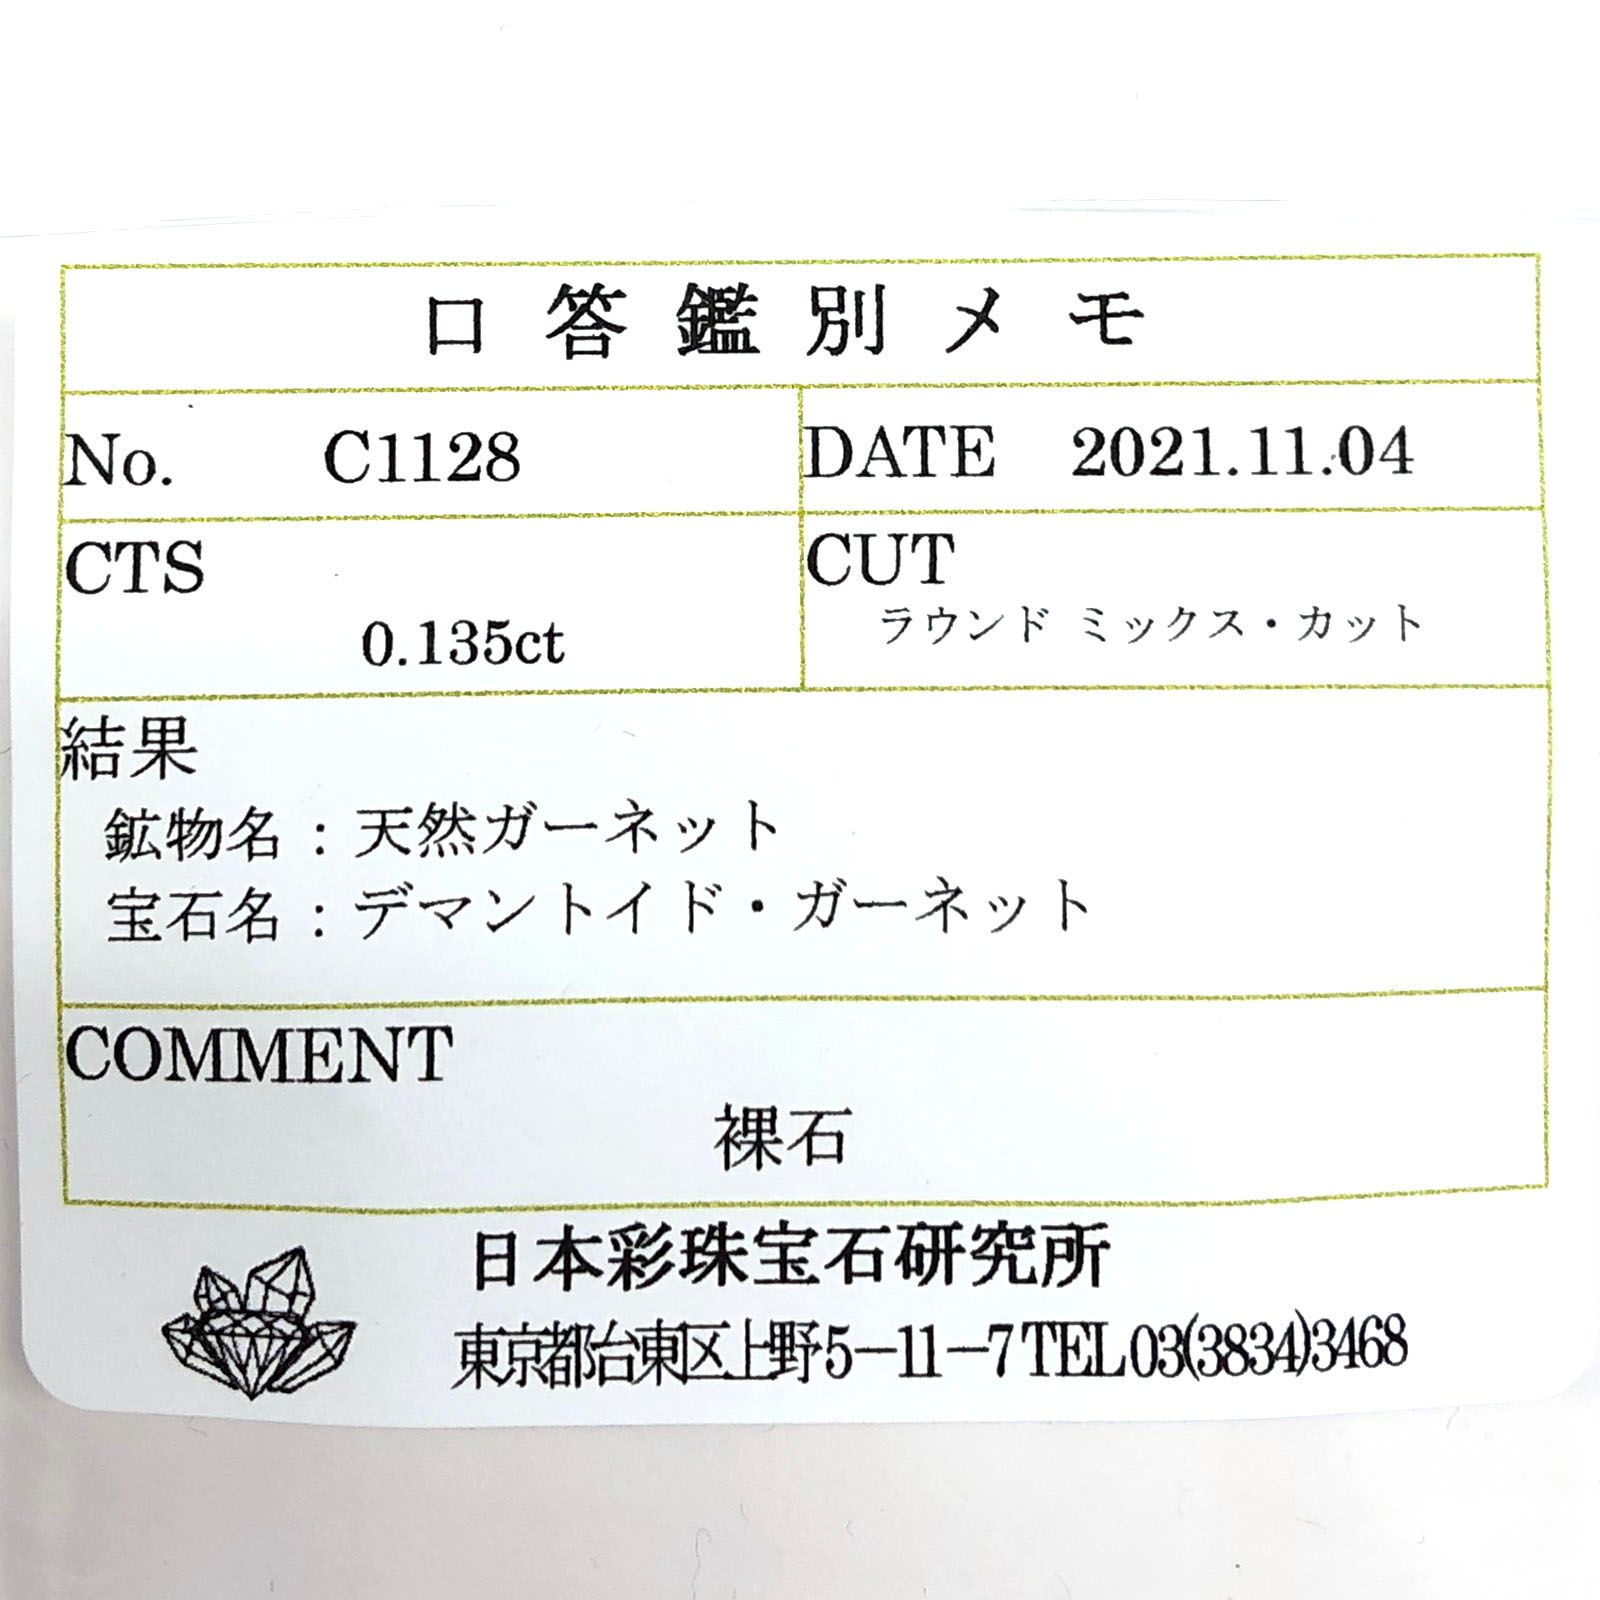 口答鑑別メモ
No. C1128
DATE 2021.11.04
CTS
0.135ct
CUT
ラウンド ミックス・カット
結果
鉱物名：天然ガーネット
宝石名：デマントイド・ガーネット
COMMENT
裸石
日本彩珠宝石研究所
東京都台東区上野5－11－7 TEL 03(3834)3468